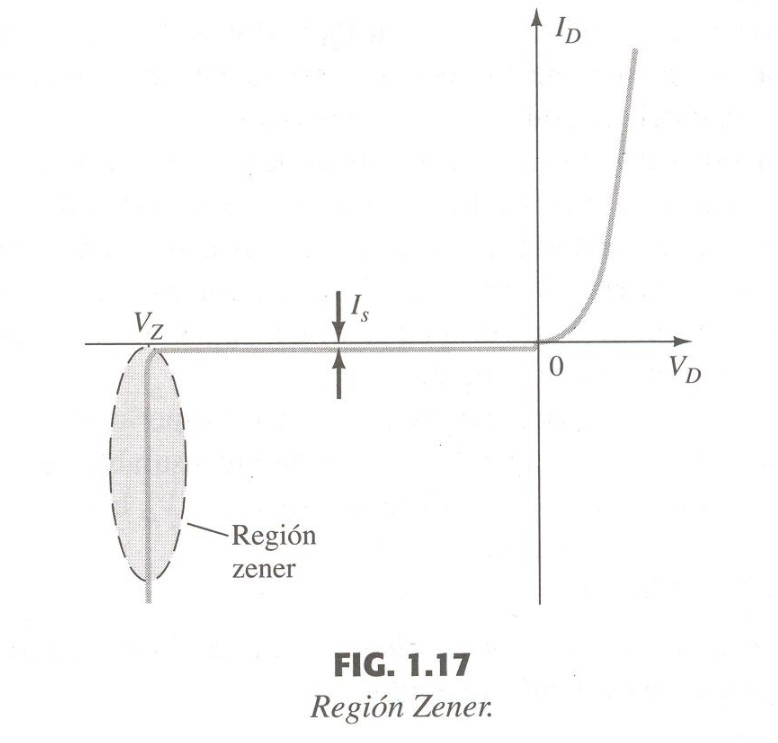 I_D
I_s
V_Z
0
V_D
Región
zener
FIG. 1.17
Región Zener.